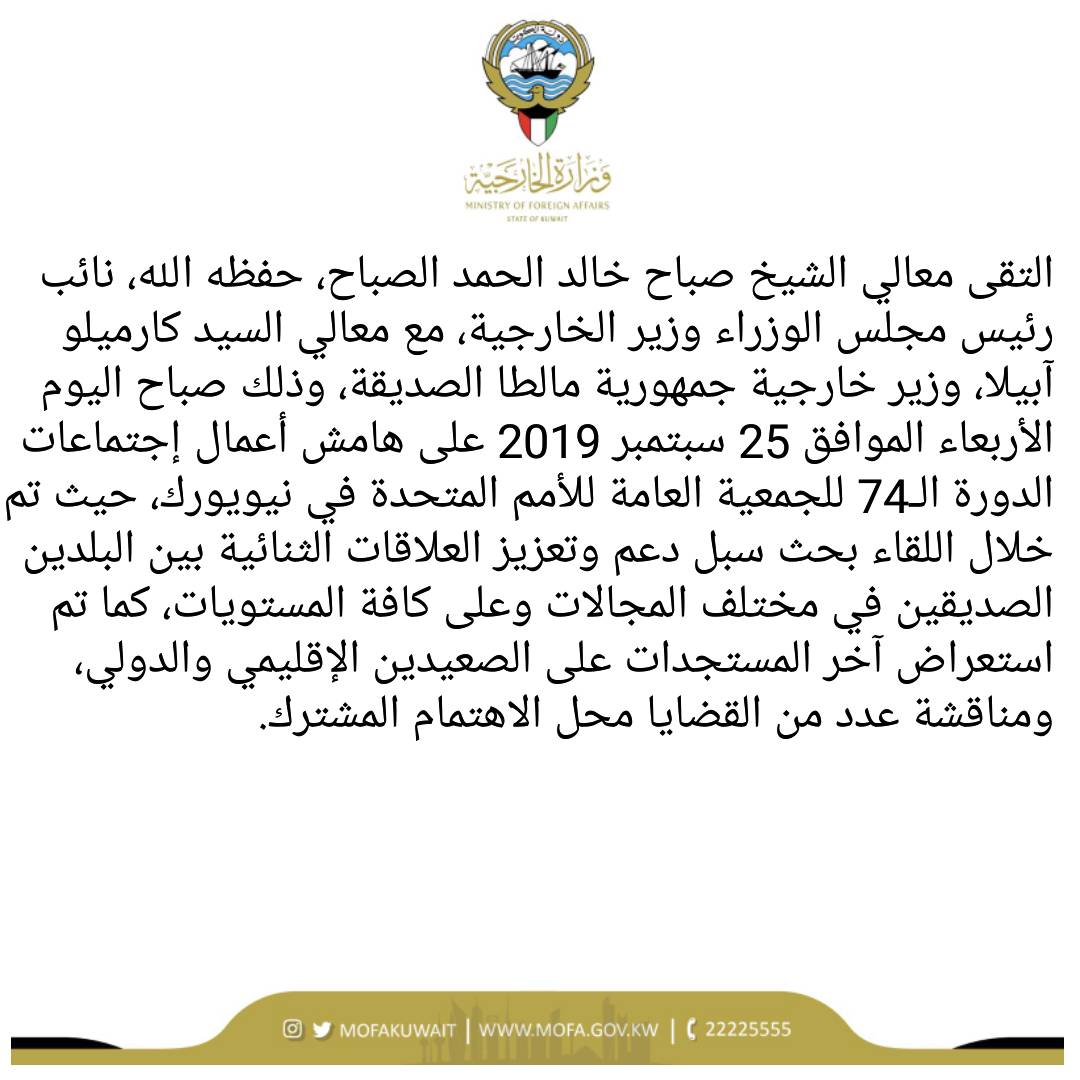 دولة الكويت
وزارة الخارجية
MINISTRY OF FOREIGN AFFAIRS
STATE OF KUWAIT
التقى معالي الشيخ صباح خالد الحمد الصباح، حفظه الله، نائب
رئيس مجلس الوزراء وزير الخارجية، مع معالي السيد كارميلو
آبيلا، وزير خارجية جمهورية مالطا الصديقة، وذلك صباح اليوم
الأربعاء الموافق 25 سبتمبر 2019 على هامش أعمال إجتماعات
الدورة الـ74 للجمعية العامة للأمم المتحدة في نيويورك، حيث تم
خلال اللقاء بحث سبل دعم وتعزيز العلاقات الثنائية بين البلدين
الصديقين في مختلف المجالات وعلى كافة المستويات، كما تم
استعراض آخر المستجدات على الصعيدين الإقليمي والدولي،
ومناقشة عدد من القضايا محل الاهتمام المشترك.
MOFAKUWAIT | WWW.MOFA.GOV.KW | 22225555